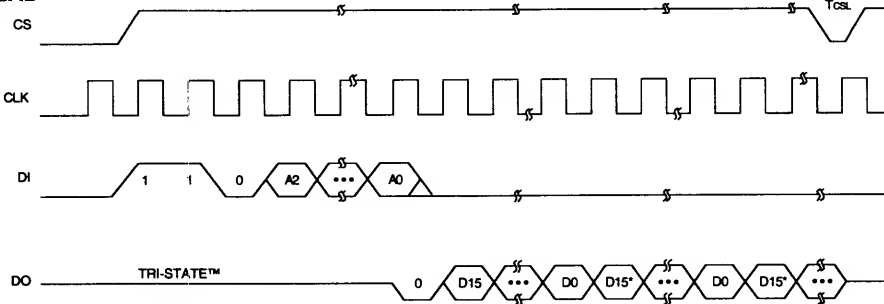 TCSL
CS
CLK
DI 1 1 0 A2 ••• A0
DO TRI-STATE™ 0 D15 ••• D0 D15* ••• D0 D15* •••